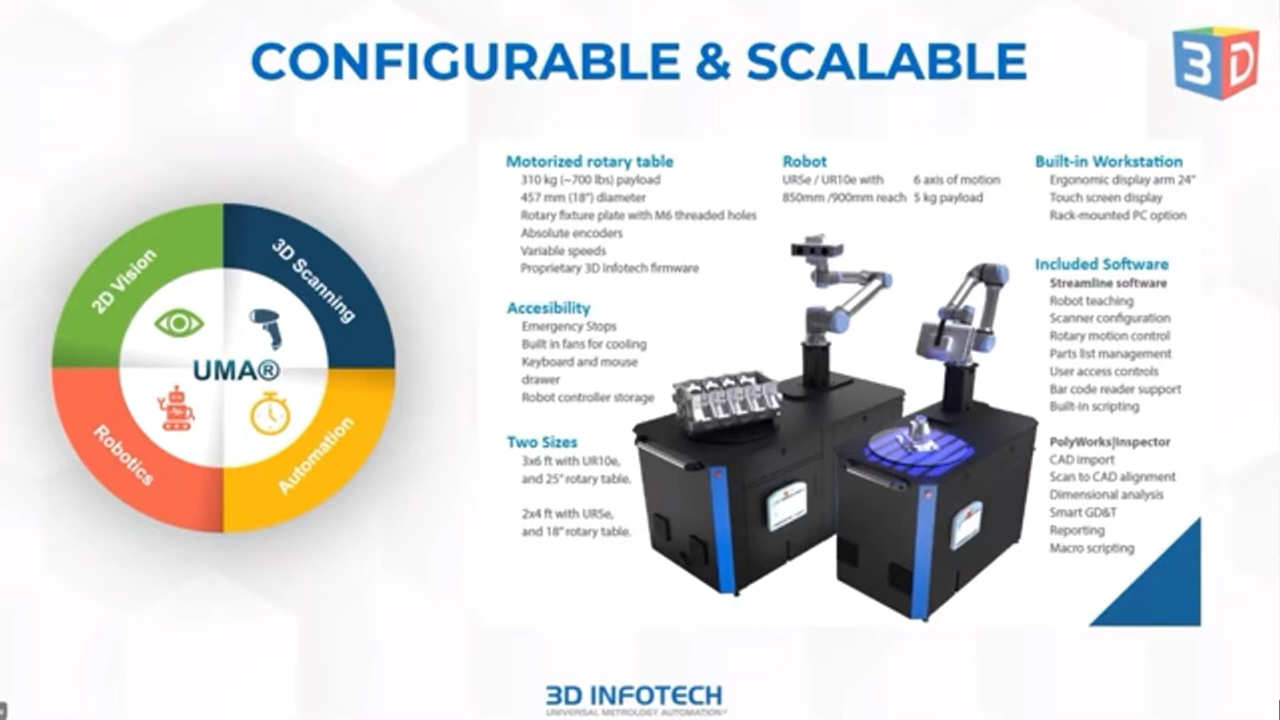 CONFIGURABLE & SCALABLE
3D
2D Vision
3D Scanning
UMA®
Robotics
Automation
Motorized rotary table
310 kg (~700 lbs) payload
457 mm (18") diameter
Rotary fixture plate with M6 threaded holes
Absolute encoders
Variable speeds
Proprietary 3D Infotech firmware
Accesibility
Emergency Stops
Built in fans for cooling
Keyboard and mouse
drawer
Robot controller storage
Two Sizes
3x6 ft with UR10e,
and 25" rotary table.
2x4 ft with UR5e,
and 18" rotary table.
Robot
UR5e / UR10e with
850mm /900mm reach
6 axis of motion
5 kg payload
Built-in Workstation
Ergonomic display arm 24"
Touch screen display
Rack-mounted PC option
Included Software
Streamline software
Robot teaching
Scanner configuration
Rotary motion control
Parts list management
User access controls
Bar code reader support
Built-in scripting
PolyWorks|Inspector
CAD import
Scan to CAD alignment
Dimensional analysis
Smart GD&T
Reporting
Macro scripting
3D INFOTECH
UNIVERSAL METROLOGY AUTOMATION